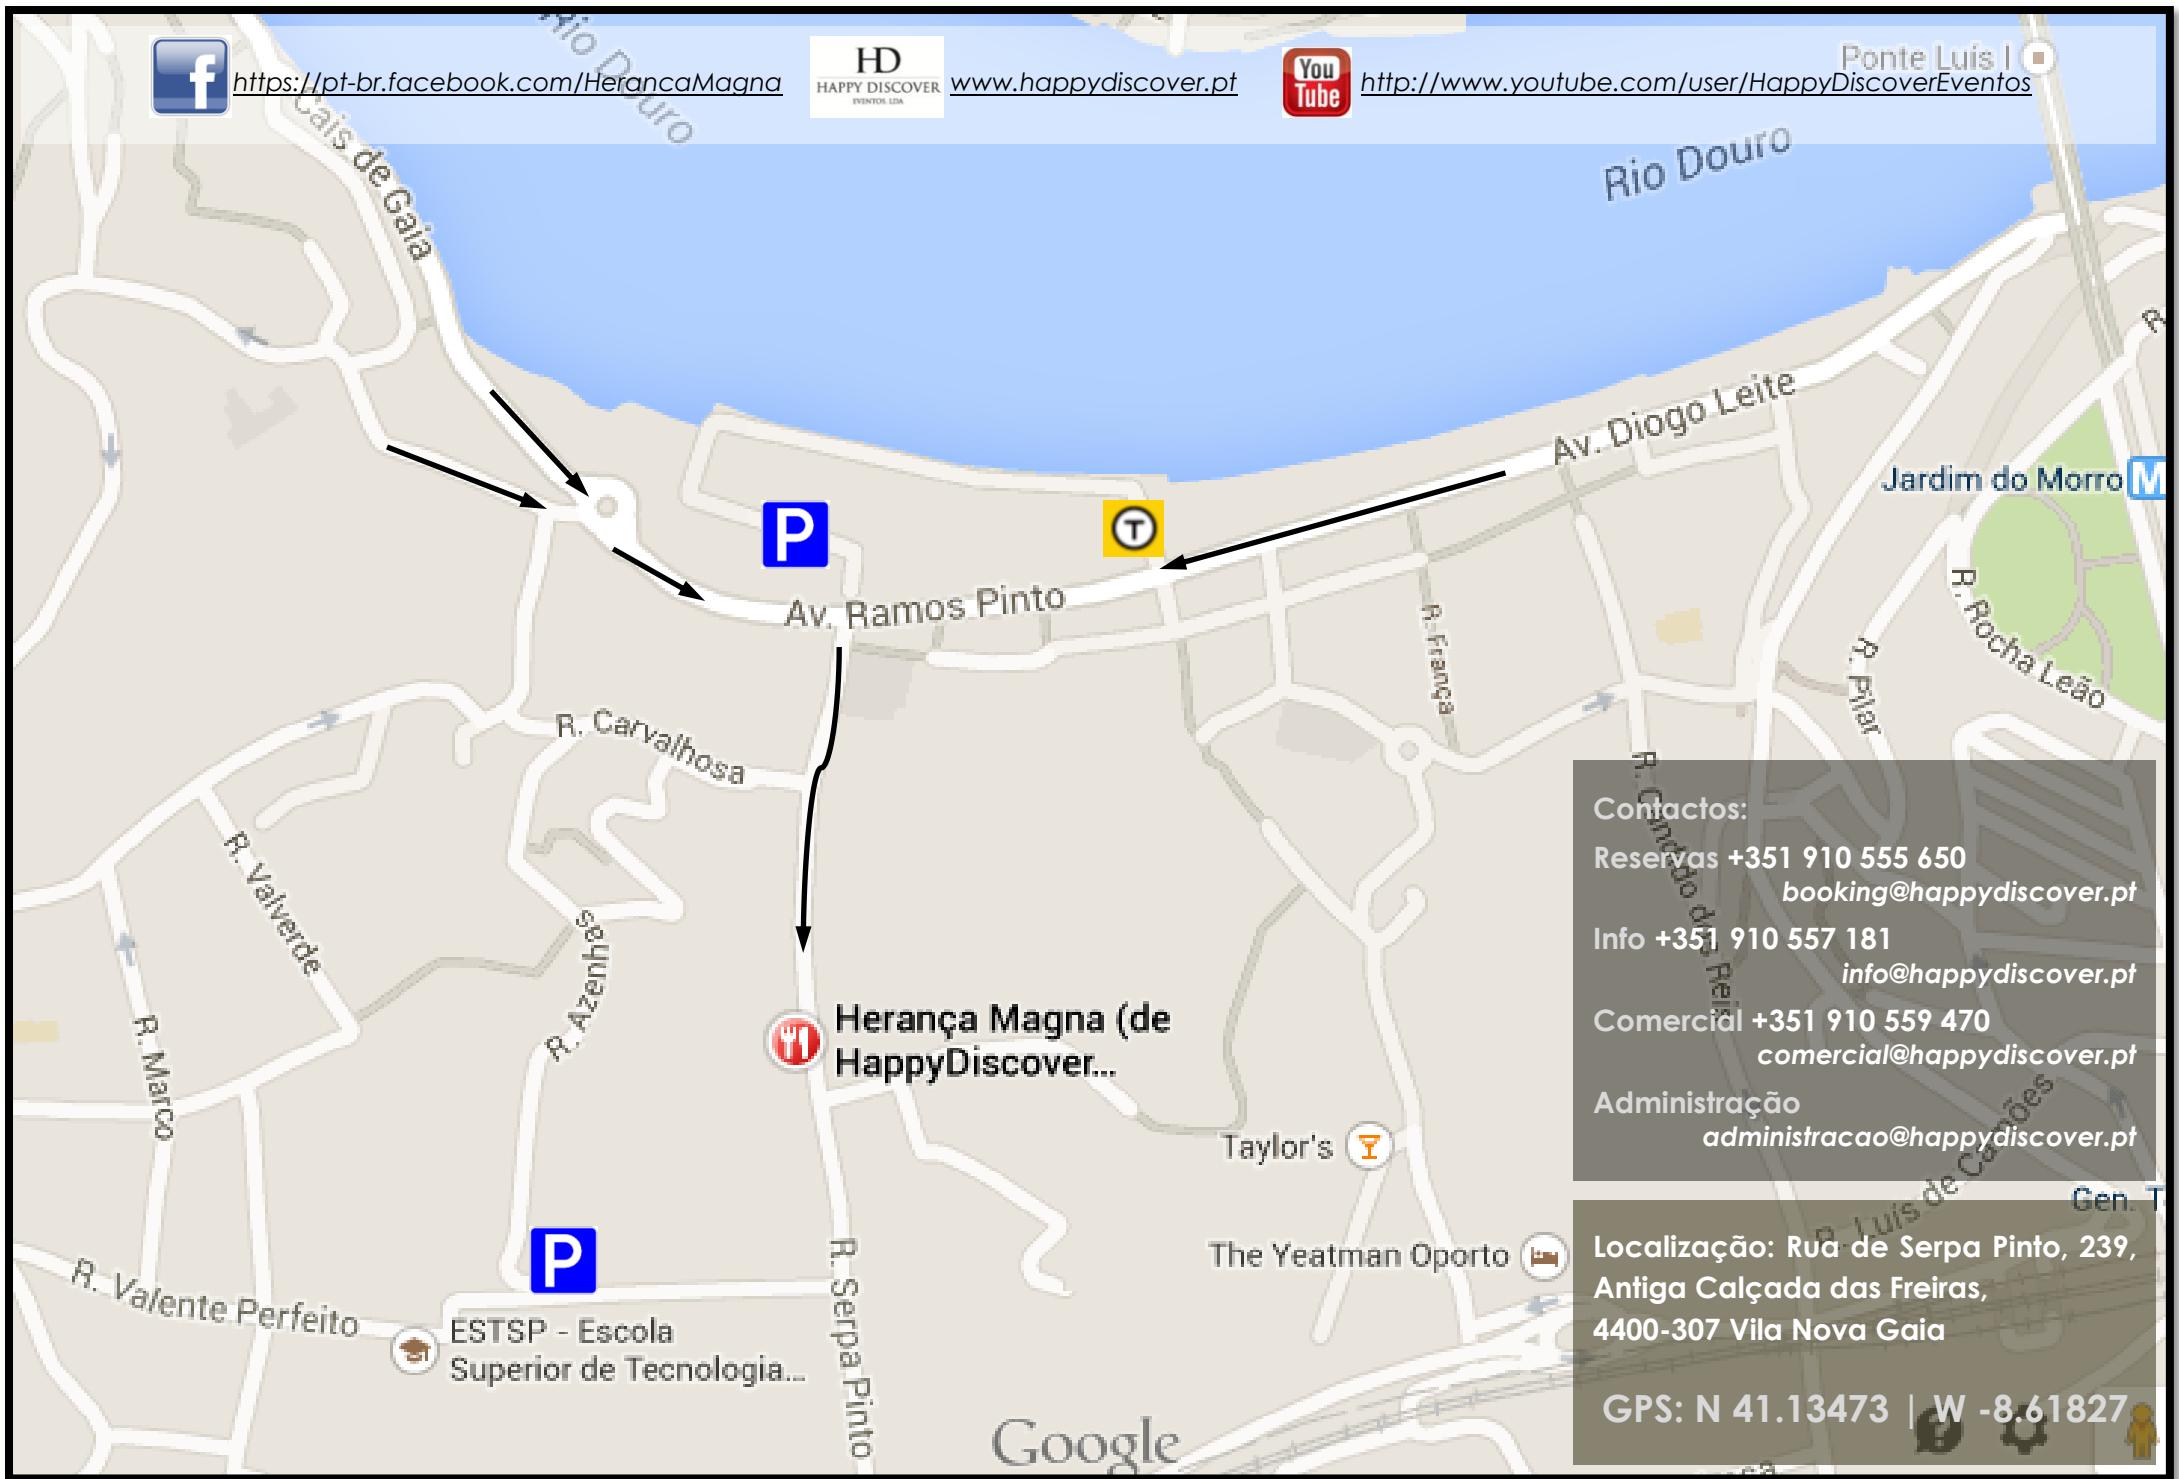 Rio Douro
Ponte Luís I
f
https://pt-br.facebook.com/HerancaMagna
HD
HAPPY DISCOVER
EVENTOS, LDA
www.happydiscover.pt
You
Tube
http://www.youtube.com/user/HappyDiscoverEventos
Cais de Gaia
Rio Douro
Av. Diogo Leite
Jardim do Morro
M
P
T
Av. Ramos Pinto
R. França
R. Rocha Leão
R. Pilar
R. Carvalhosa
R. Cândido dos Reis
R. Valverde
R. Azenhas
R. Marco
Herança Magna (de
HappyDiscover...
Taylor's
The Yeatman Oporto
P
R. Valente Perfeito
ESTSP - Escola
Superior de Tecnologia...
R. Serpa Pinto
Google
Contactos:
Reservas +351 910 555 650
booking@happydiscover.pt
Info +351 910 557 181
info@happydiscover.pt
Comercial +351 910 559 470
comercial@happydiscover.pt
Administração
administracao@happydiscover.pt
R. Luís de Camões
Gen. T
Localização: Rua de Serpa Pinto, 239,
Antiga Calçada das Freiras,
4400-307 Vila Nova Gaia
GPS: N 41.13473 | W -8.61827